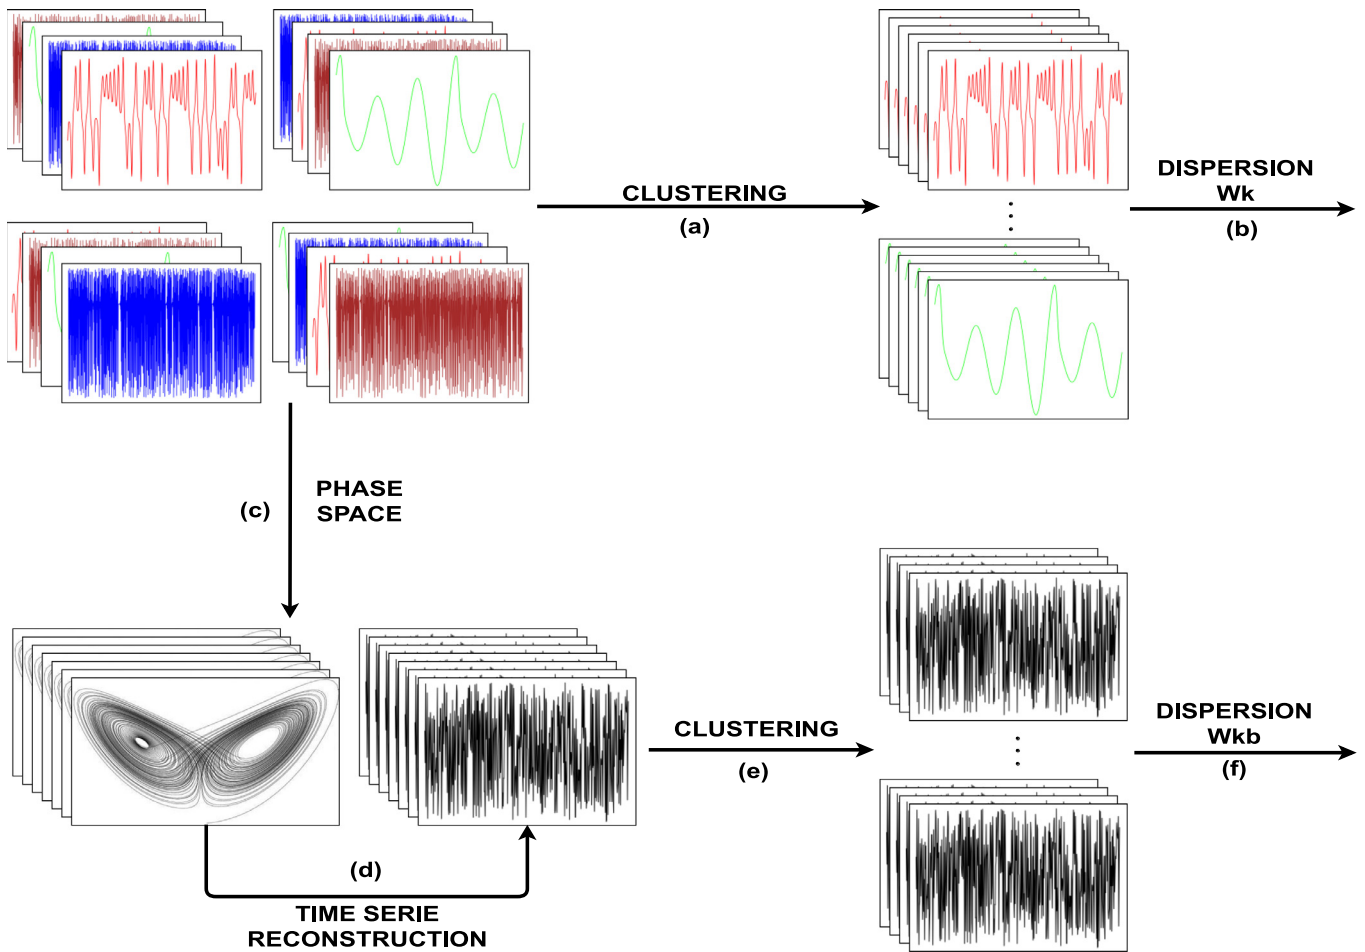 CLUSTERING
(a)
DISPERSION
Wk
(b)
(c)
PHASE
SPACE
CLUSTERING
(e)
DISPERSION
Wkb
(f)
(d)
TIME SERIE
RECONSTRUCTION